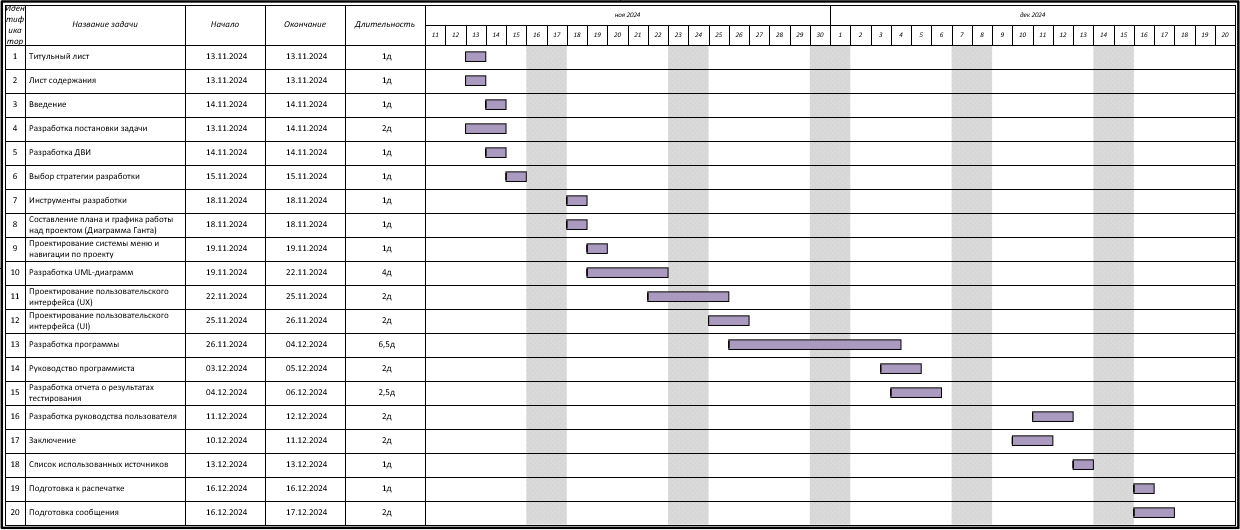 Иден Название задачи Начало Окончание Длительность ноя 2024 дек 2024
тиф
ика
тор
11 12 13 14 15 16 17 18 19 20 21 22 23 24 25 26 27 28 29 30 1 2 3 4 5 6 7 8 9 10 11 12 13 14 15 16 17 18 19 20
1 Титульный лист 13.11.2024 13.11.2024 1д
2 Лист содержания 13.11.2024 13.11.2024 1д
3 Введение 14.11.2024 14.11.2024 1д
4 Разработка постановки задачи 13.11.2024 14.11.2024 2д
5 Разработка ДВИ 14.11.2024 14.11.2024 1д
6 Выбор стратегии разработки 15.11.2024 15.11.2024 1д
7 Инструменты разработки 18.11.2024 18.11.2024 1д
8 Составление плана и графика работы
над проектом (Диаграмма Ганта) 18.11.2024 18.11.2024 1д
9 Проектирование системы меню и
навигации по проекту 19.11.2024 19.11.2024 1д
10 Разработка UML-диаграмм 19.11.2024 22.11.2024 4д
11 Проектирование пользовательского
интерфейса (UX) 22.11.2024 25.11.2024 2д
12 Проектирование пользовательского
интерфейса (UI) 25.11.2024 26.11.2024 2д
13 Разработка программы 26.11.2024 04.12.2024 6,5д
14 Руководство программиста 03.12.2024 05.12.2024 2д
15 Разработка отчета о результатах
тестирования 04.12.2024 06.12.2024 2,5д
16 Разработка руководства пользователя 11.12.2024 12.12.2024 2д
17 Заключение 10.12.2024 11.12.2024 2д
18 Список использованных источников 13.12.2024 13.12.2024 1д
19 Подготовка к распечатке 16.12.2024 16.12.2024 1д
20 Подготовка сообщения 16.12.2024 17.12.2024 2д